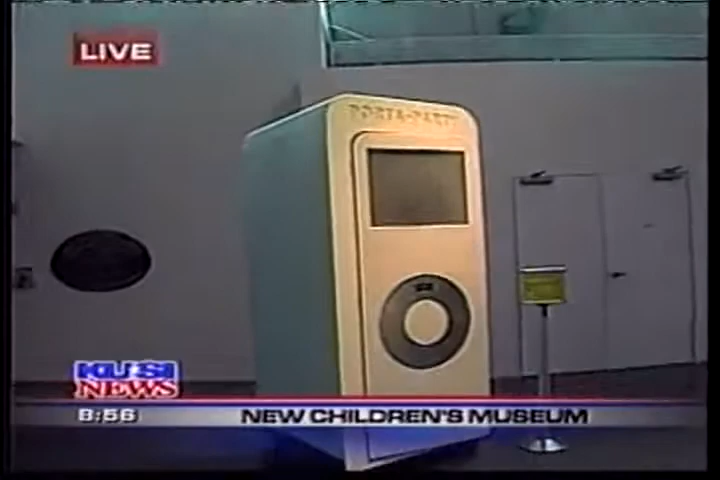 LIVE
PORTA-PARTY
KUSI
NEWS
8:56
NEW CHILDREN'S MUSEUM